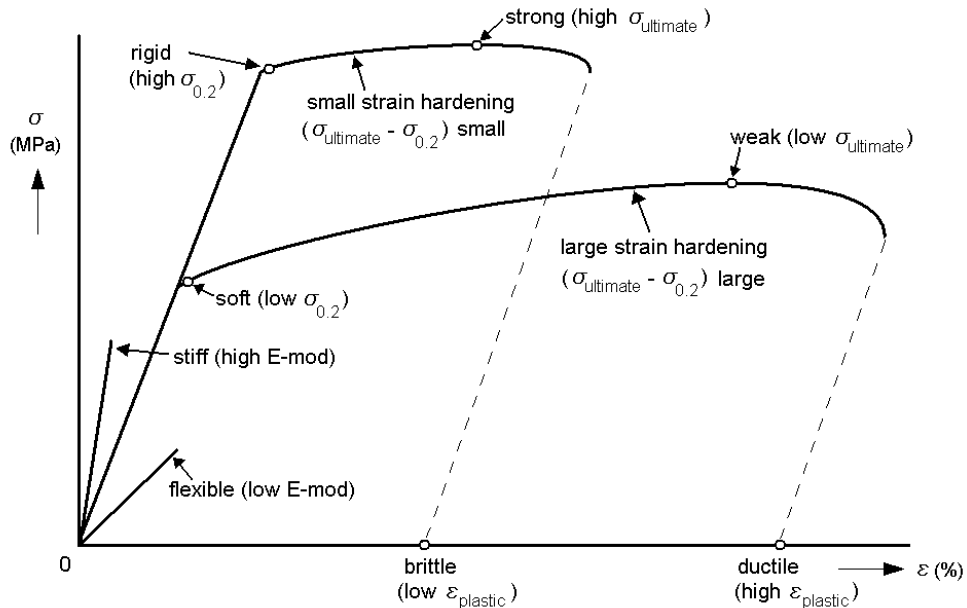 strong (high σultimate)
rigid
(high σ0.2)
small strain hardening
(σultimate - σ0.2) small
σ
(MPa)
weak (low σultimate)
large strain hardening
(σultimate - σ0.2) large
soft (low σ0.2)
stiff (high E-mod)
flexible (low E-mod)
0
brittle
(low εplastic)
ductile
(high εplastic)
ε (%)